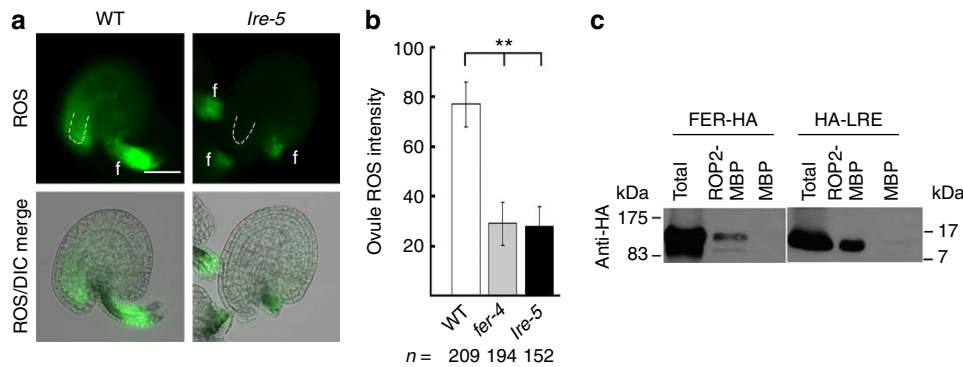 a
WT
lre-5
ROS
f
f
f
f
ROS/DIC merge
b
**
Ovule ROS intensity
100
80
60
40
20
WT
fer-4
lre-5
n = 209 194 152
c
FER-HA
HA-LRE
Total
ROP2-MBP
MBP
Total
ROP2-MBP
MBP
kDa
kDa
Anti-HA
175
83
17
7